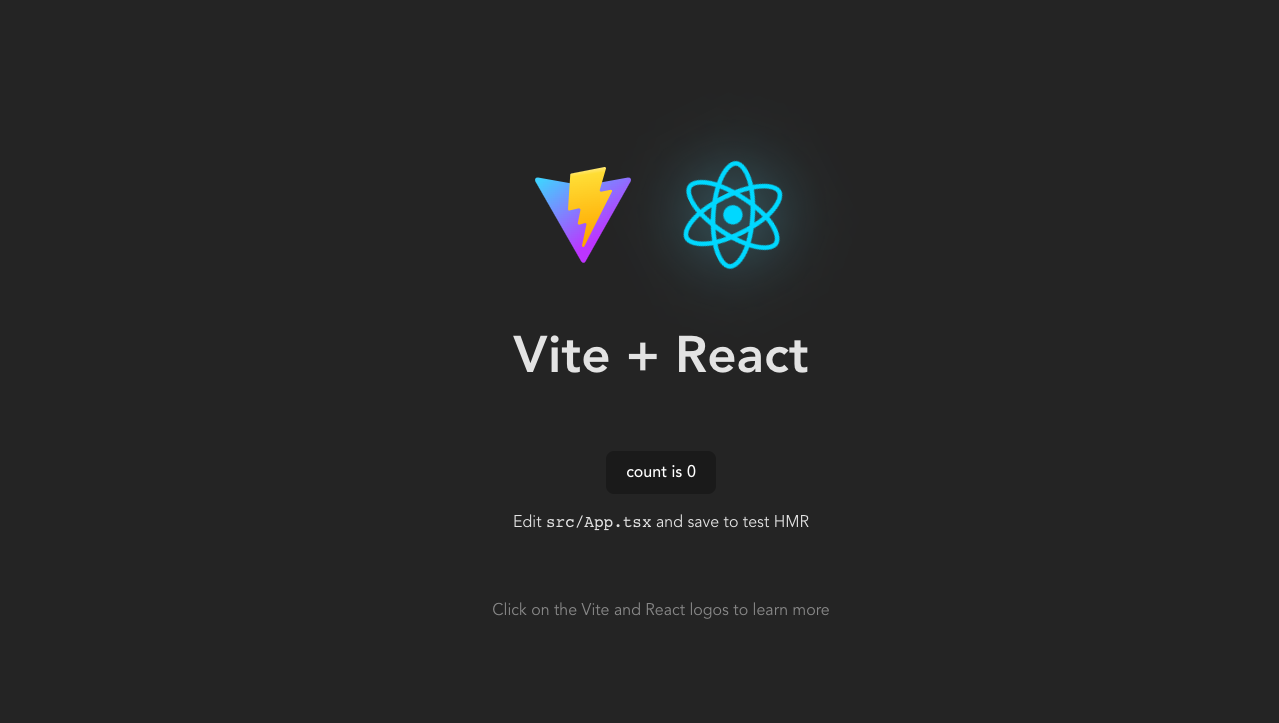 Vite + React
count is 0
Edit src/App.tsx and save to test HMR
Click on the Vite and React logos to learn more